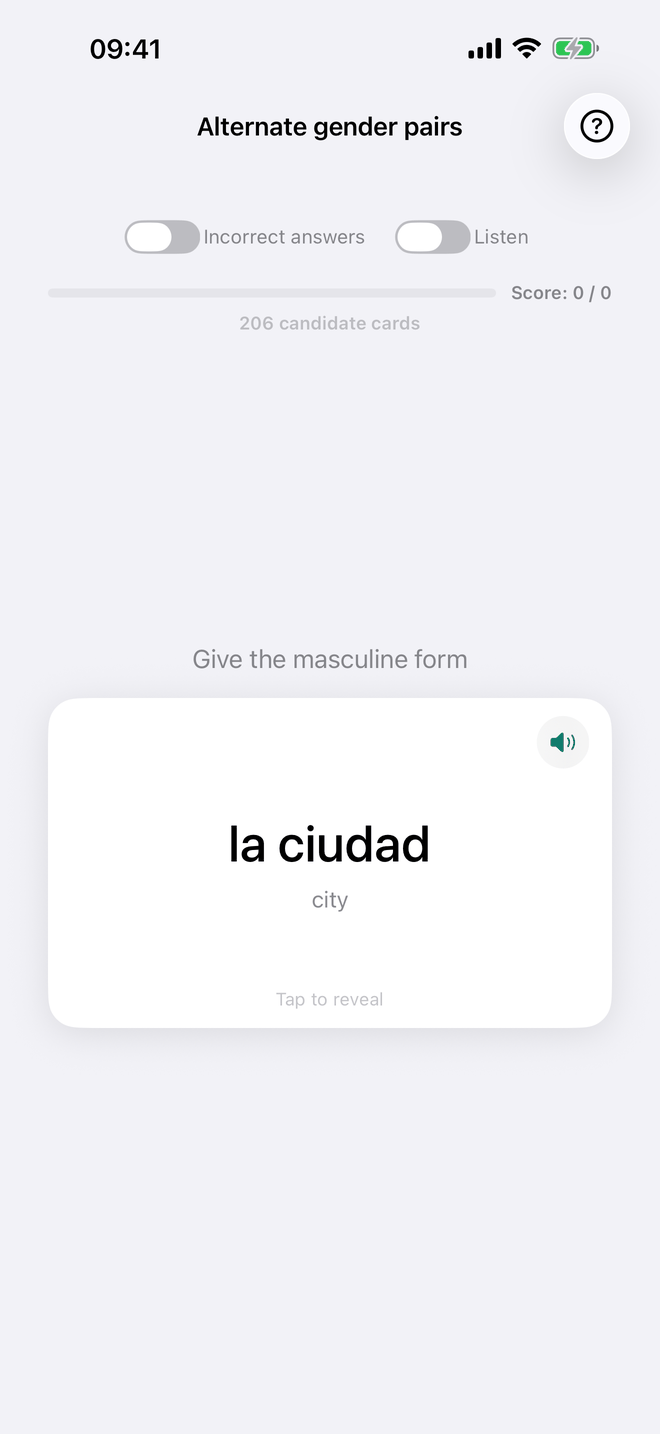 09:41
Alternate gender pairs
Incorrect answers Listen
Score: 0 / 0
206 candidate cards
Give the masculine form
la ciudad
city
Tap to reveal